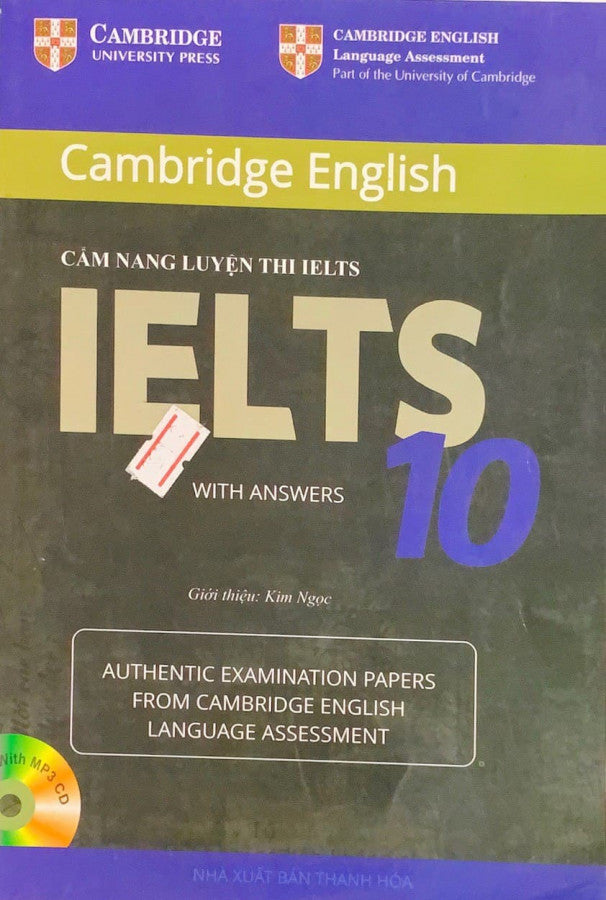 CAMBRIDGE
UNIVERSITY PRESS
CAMBRIDGE ENGLISH
Language Assessment
Part of the University of Cambridge
Cambridge English
CẨM NANG LUYỆN THI IELTS
IELTS
10
WITH ANSWERS
Giới thiệu: Kim Ngọc
AUTHENTIC EXAMINATION PAPERS
FROM CAMBRIDGE ENGLISH
LANGUAGE ASSESSMENT
With MP3 CD
NHÀ XUẤT BẢN THANH HÓA